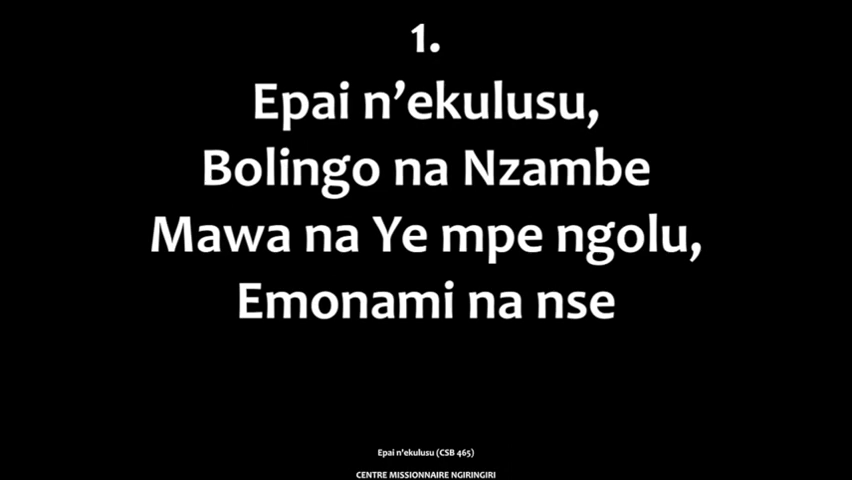 1.
Epai n’ekulusu,
Bolingo na Nzambe
Mawa na Ye mpe ngolu,
Emonami na nse
Epai n'ekulusu (CSB 465)
CENTRE MISSIONNAIRE NGIRINGIRI